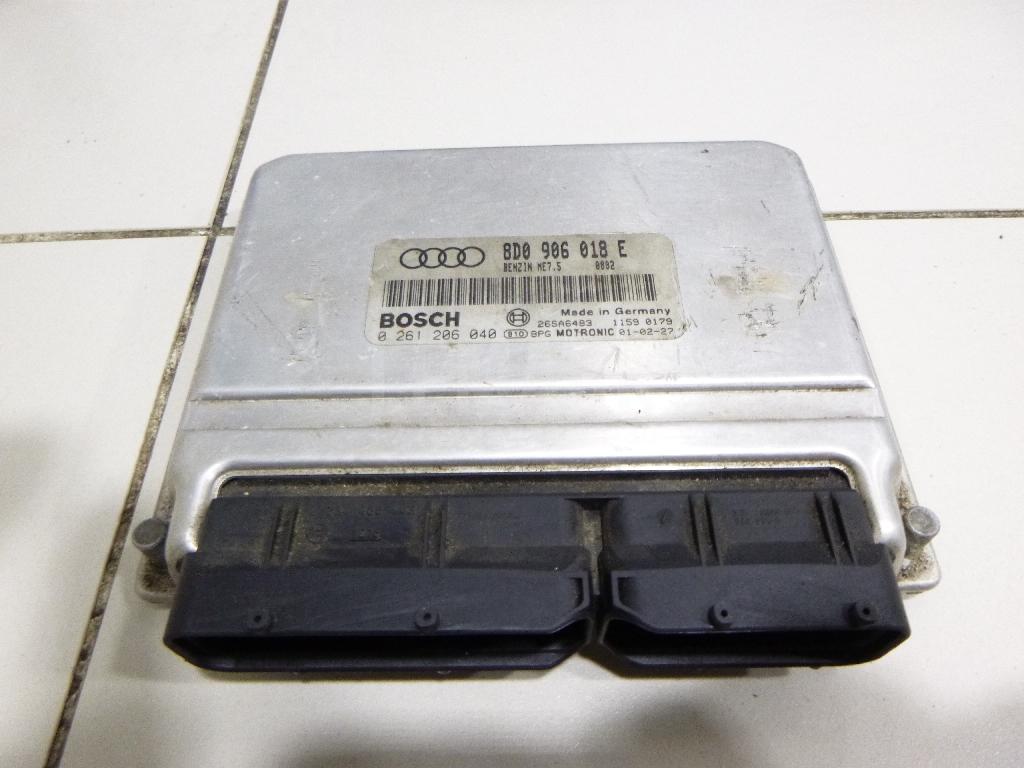 8D0 906 018 E
BENZIN ME7.5 0002
Made in Germany
BOSCH 26SA6483 1159 0179
0 261 206 040 B10 BPG MOTRONIC 01-02-27